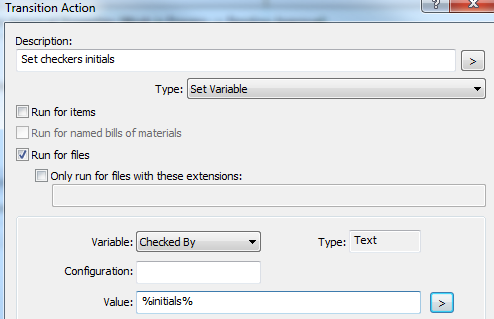 Transition Action
?
Description:
Set checkers initials
>
Type: Set Variable
Run for items
Run for named bills of materials
Run for files
Only run for files with these extensions:
Variable: Checked By Type: Text
Configuration:
Value: %initials% >